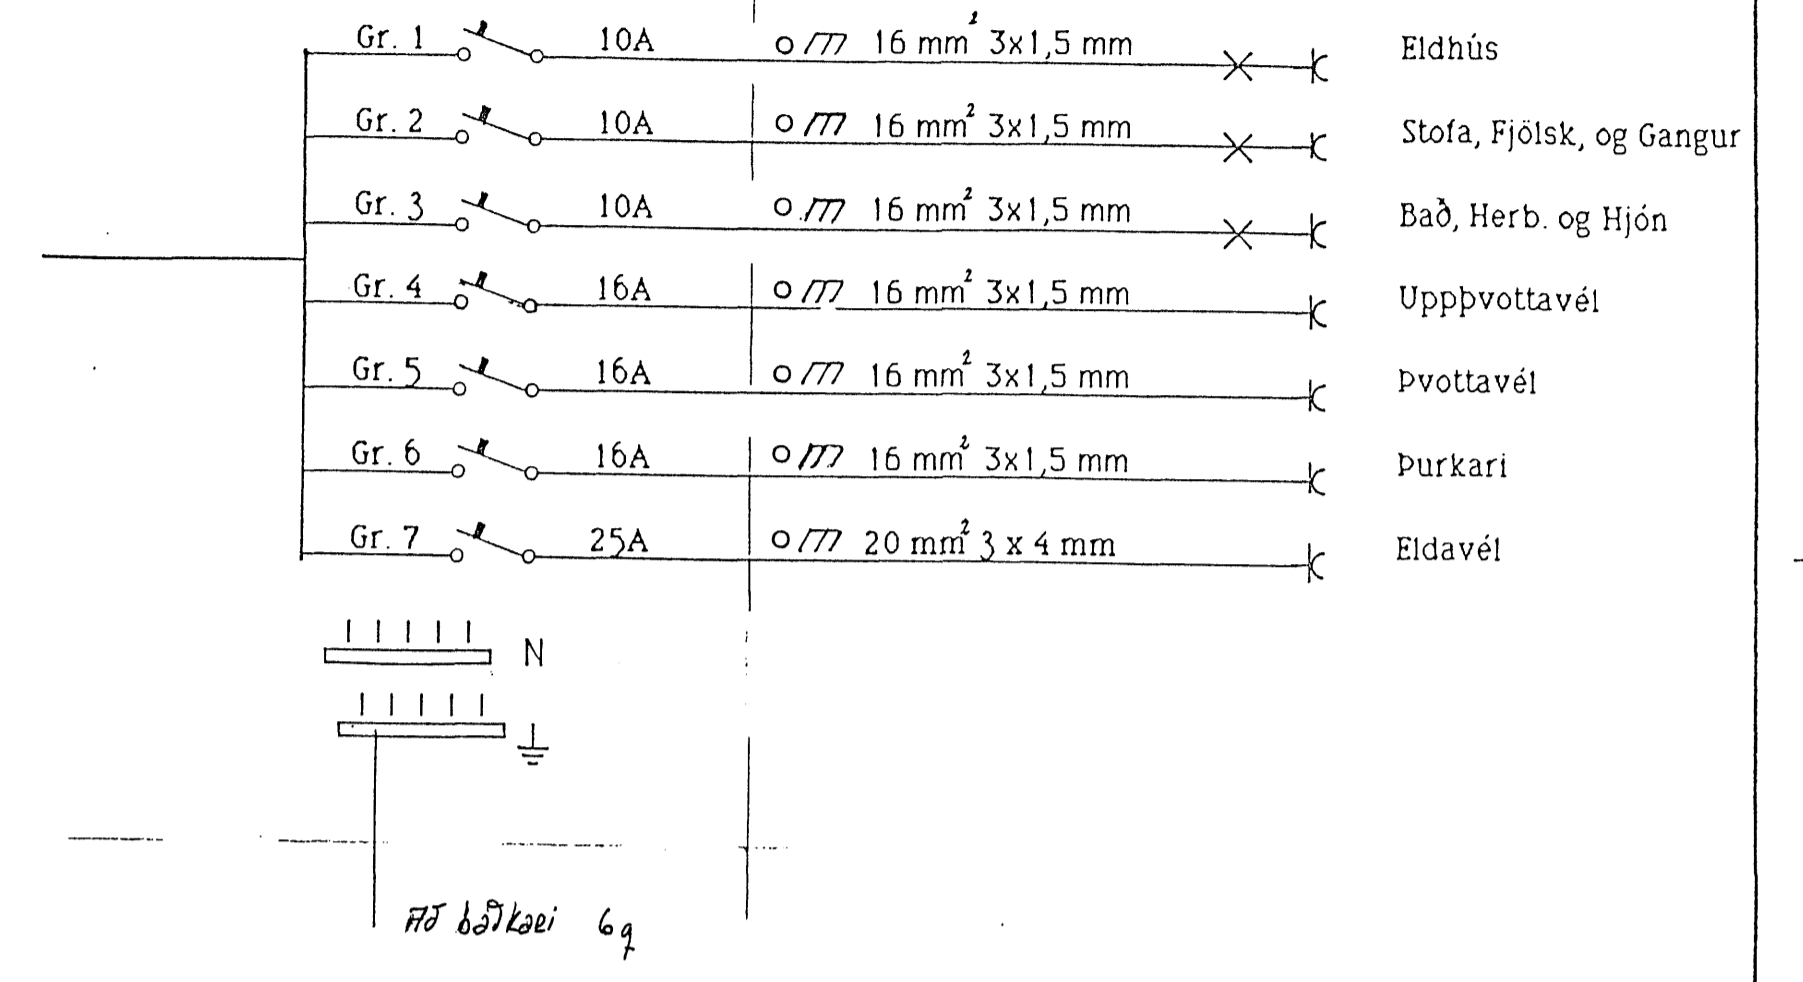 Gr. 1 10A 16 mm² 3x1,5 mm Eldhús
Gr. 2 10A 16 mm² 3x1,5 mm Stofa, Fjölsk, og Gangur
Gr. 3 10A 16 mm² 3x1,5 mm Bað, Herb. og Hjón
Gr. 4 16A 16 mm² 3x1,5 mm Uppþvottavél
Gr. 5 16A 16 mm² 3x1,5 mm Þvottavél
Gr. 6 16A 16 mm² 3x1,5 mm Þurkari
Gr. 7 25A 20 mm² 3 x 4 mm Eldavél
N
Að baðkari 6q